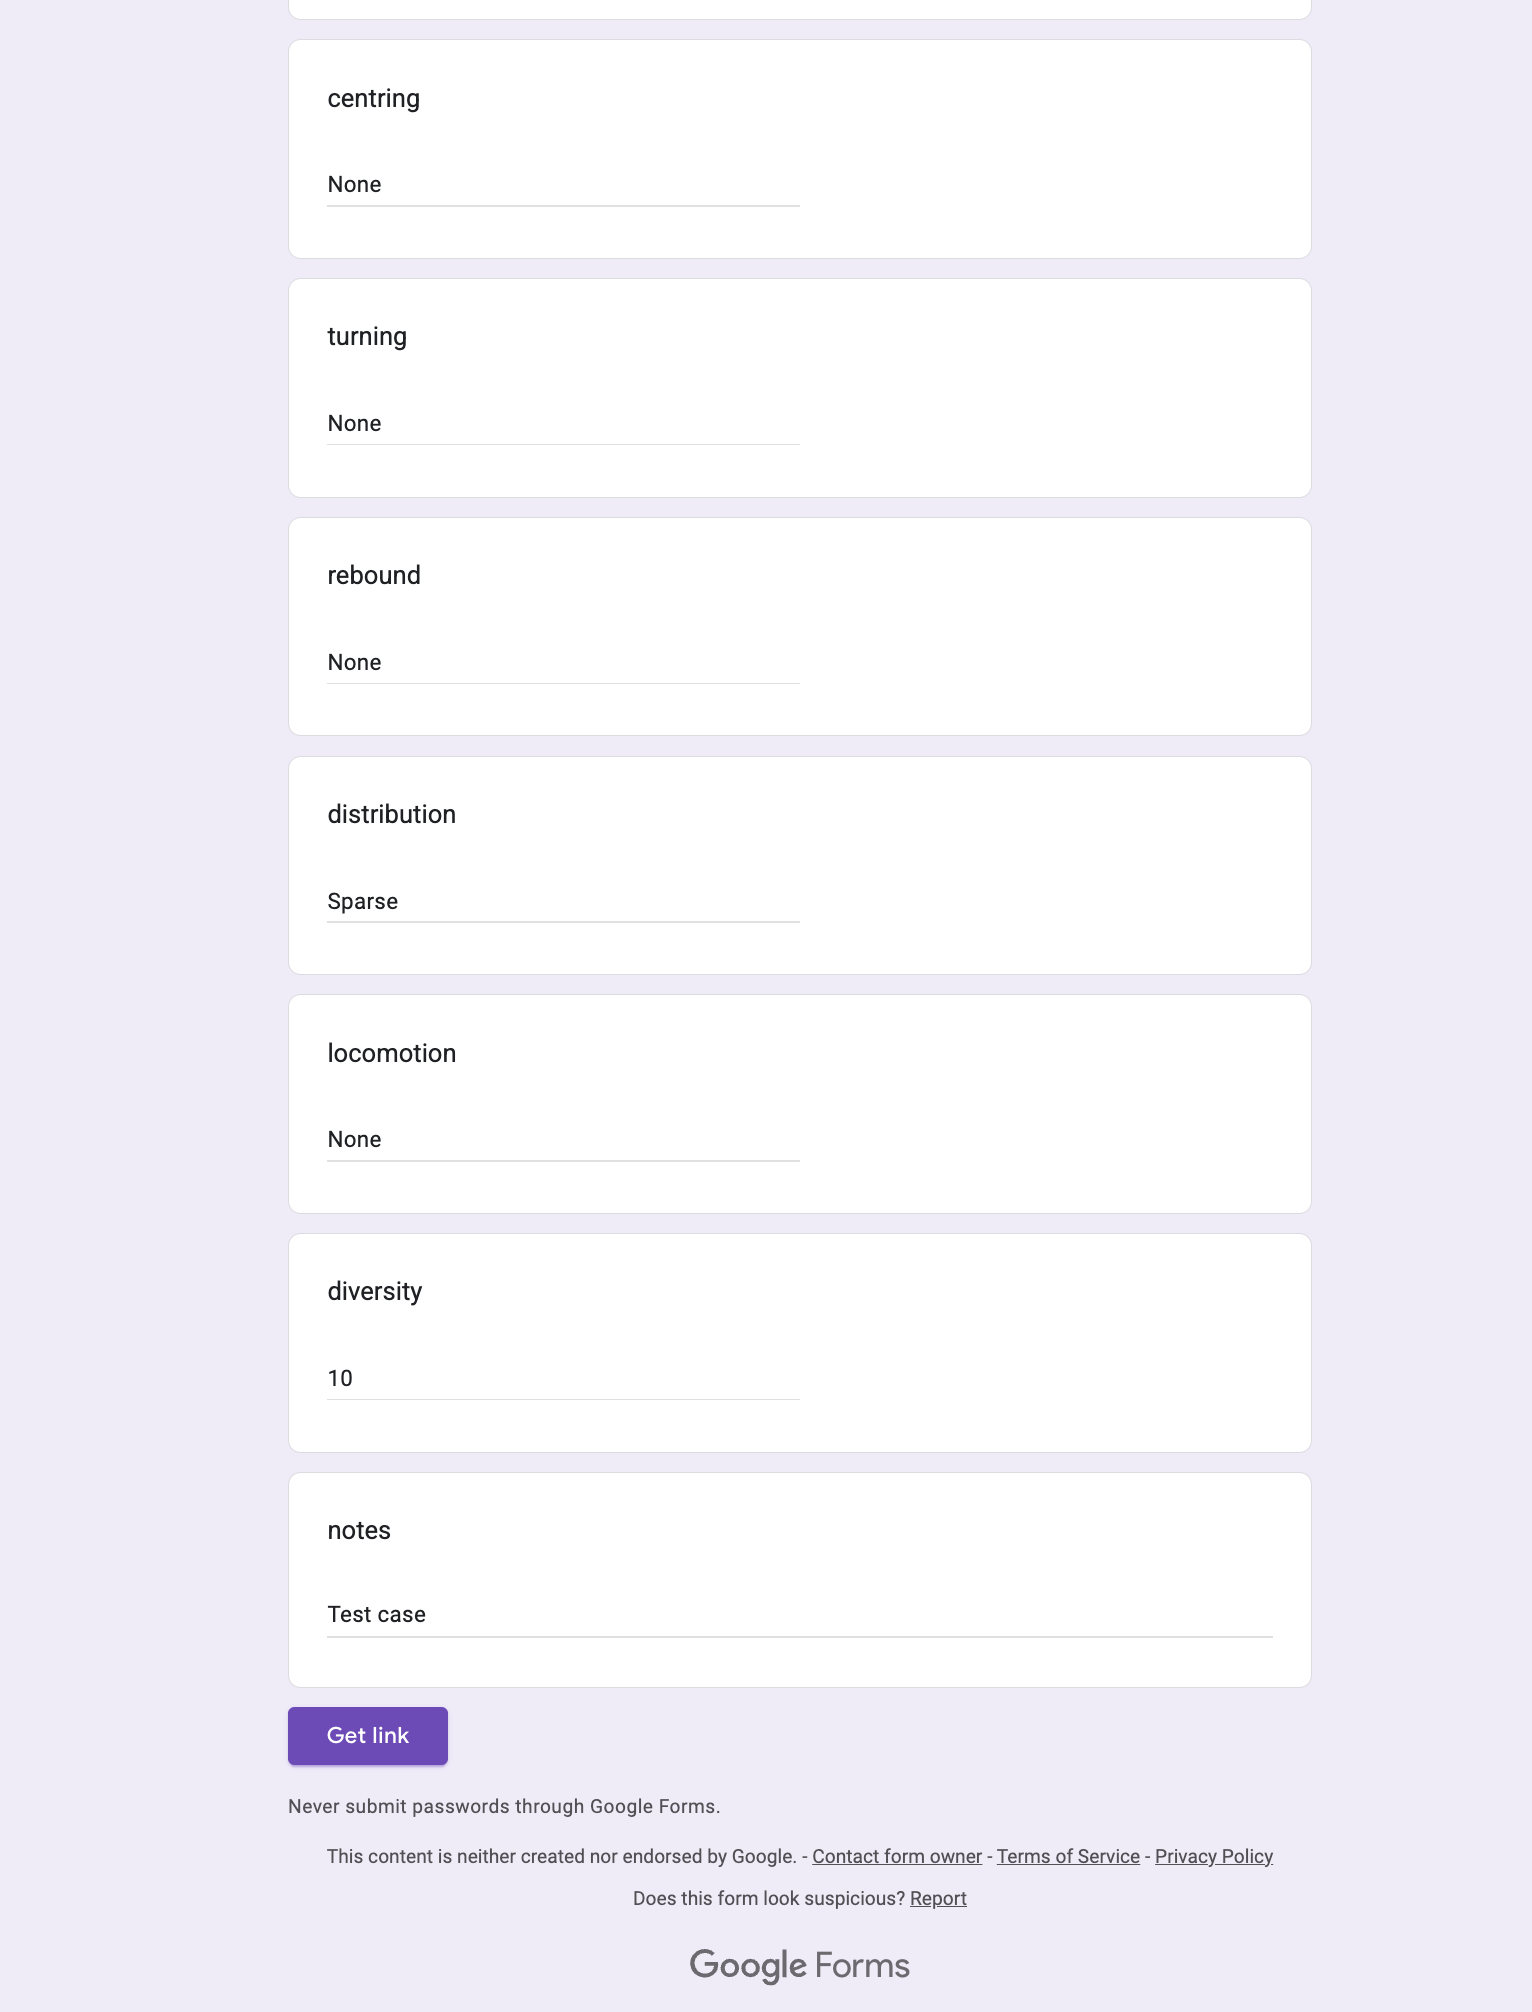 centring
None
turning
None
rebound
None
distribution
Sparse
locomotion
None
diversity
10
notes
Test case
Get link
Never submit passwords through Google Forms.
This content is neither created nor endorsed by Google. - Contact form owner - Terms of Service - Privacy Policy
Does this form look suspicious? Report
Google Forms